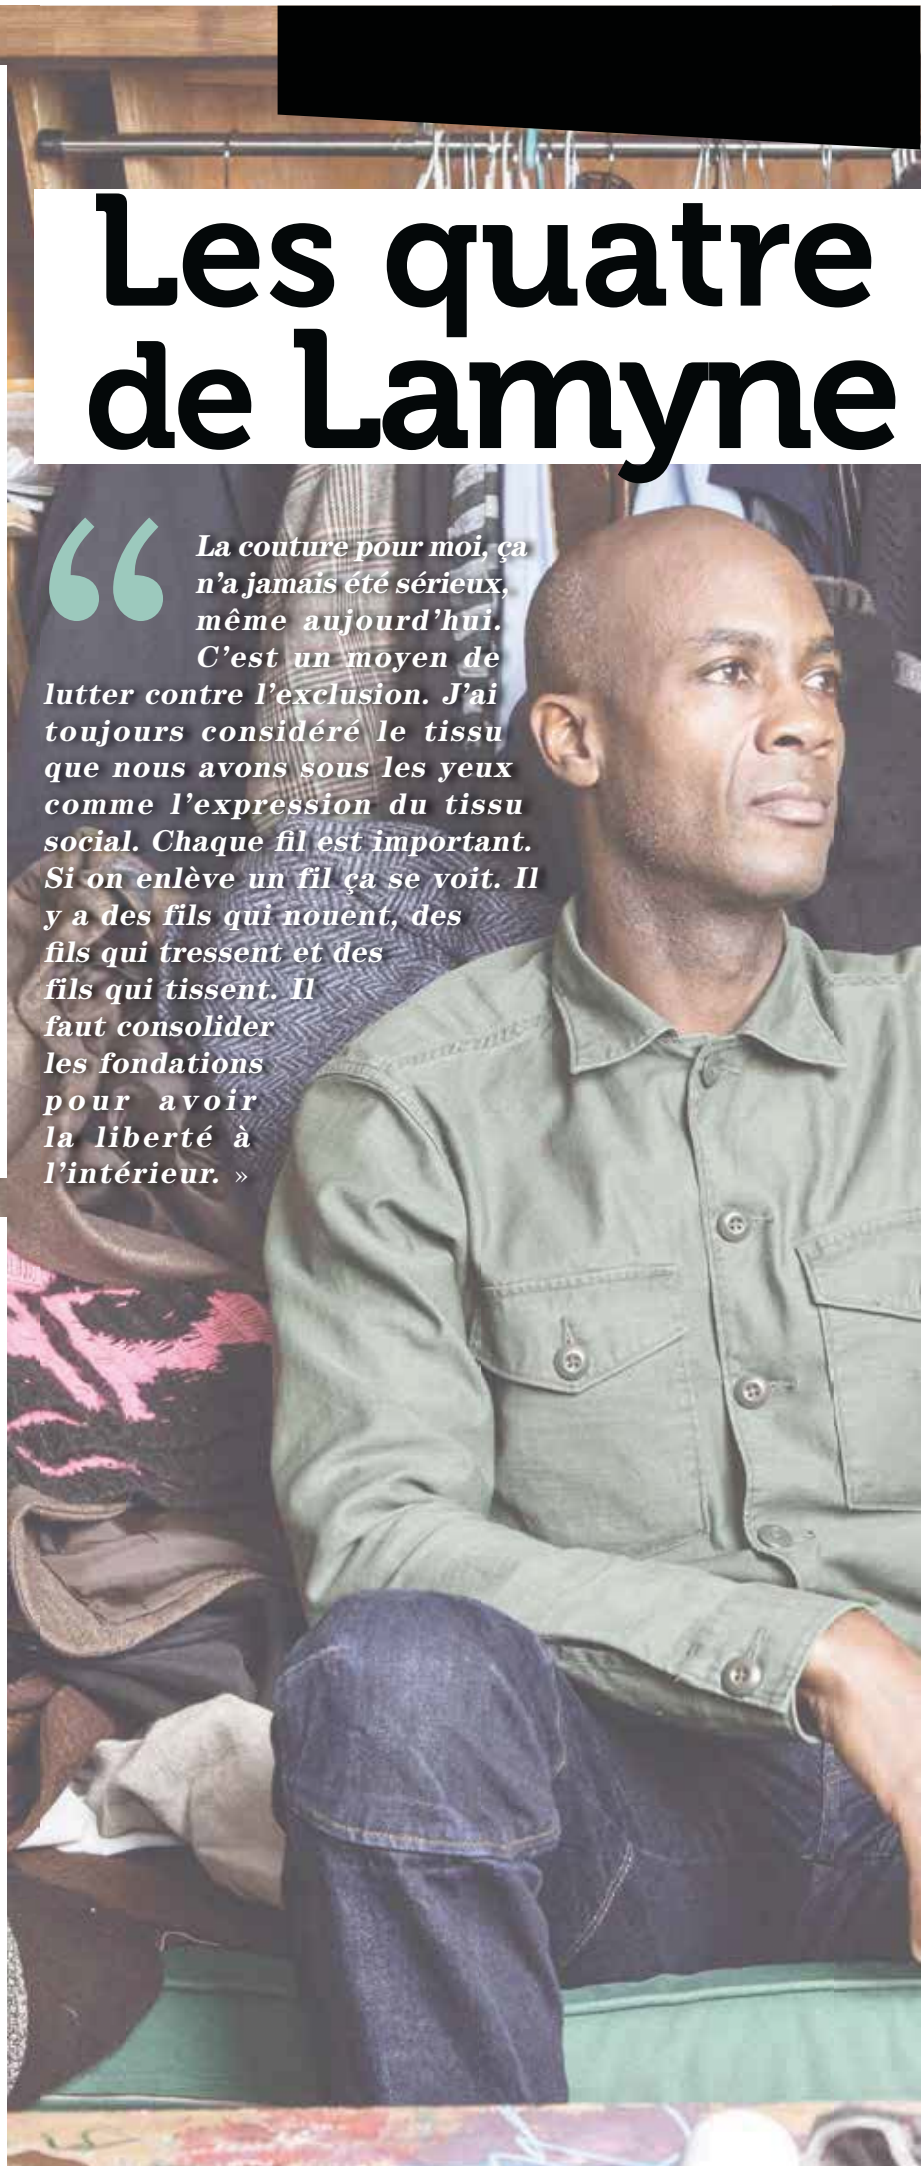 Les quatre
de Lamyne
“
La couture pour moi, ça
n’a jamais été sérieux,
même aujourd’hui.
C’est un moyen de
lutter contre l’exclusion. J’ai
toujours considéré le tissu
que nous avons sous les yeux
comme l’expression du tissu
social. Chaque fil est important.
Si on enlève un fil ça se voit. Il
y a des fils qui nouent, des
fils qui tressent et des
fils qui tissent. Il
faut consolider
les fondations
pour avoir
la liberté à
l’intérieur. »